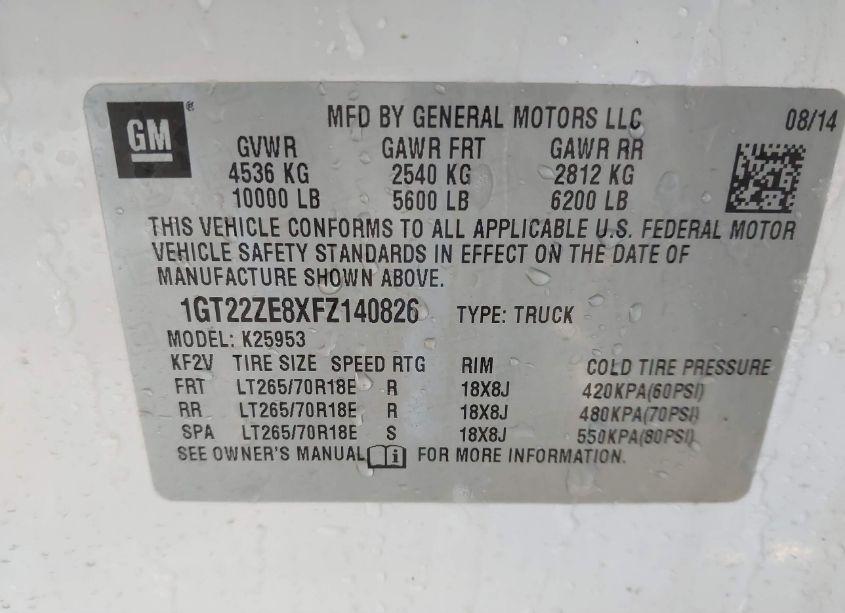 GM®
MFD BY GENERAL MOTORS LLC 08/14
GVWR GAWR FRT GAWR RR
4536 KG 2540 KG 2812 KG
10000 LB 5600 LB 6200 LB
THIS VEHICLE CONFORMS TO ALL APPLICABLE U.S. FEDERAL MOTOR
VEHICLE SAFETY STANDARDS IN EFFECT ON THE DATE OF
MANUFACTURE SHOWN ABOVE.
1GT22ZE8XFZ140826 TYPE: TRUCK
MODEL: K25953
KF2V TIRE SIZE SPEED RTG RIM COLD TIRE PRESSURE
FRT LT265/70R18E R 18X8J 420KPA(60PSI)
RR LT265/70R18E R 18X8J 480KPA(70PSI)
SPA LT265/70R18E S 18X8J 550KPA(80PSI)
SEE OWNER'S MANUAL i FOR MORE INFORMATION.